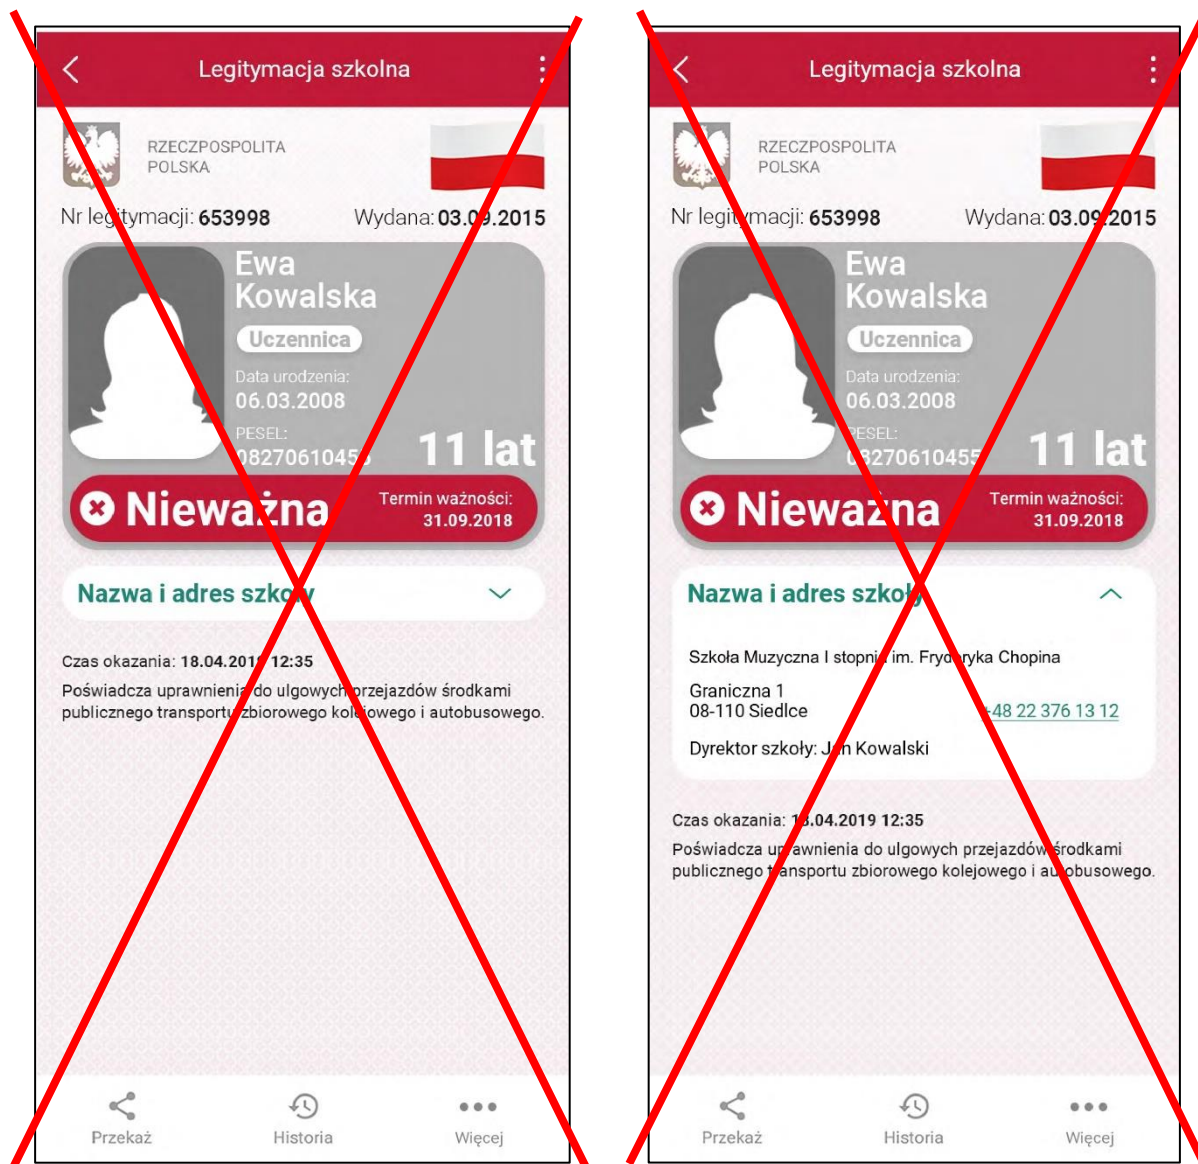 Legitymacja szkolna
RZECZPOSPOLITA
POLSKA
Nr legitymacji: 653998 Wydana: 03.09.2015
Ewa
Kowalska
Uczennica
Data urodzenia:
06.03.2008
PESEL:
08270610455
11 lat
Nieważna
Termin ważności:
31.09.2018
Nazwa i adres szkoły
Czas okazania: 18.04.2019 12:35
Poświadcza uprawnienia do ulgowych przejazdów środkami
publicznego transportu zbiorowego kolejowego i autobusowego.
Przekaż Historia Więcej
Legitymacja szkolna
RZECZPOSPOLITA
POLSKA
Nr legitymacji: 653998 Wydana: 03.09.2015
Ewa
Kowalska
Uczennica
Data urodzenia:
06.03.2008
PESEL:
08270610455
11 lat
Nieważna
Termin ważności:
31.09.2018
Nazwa i adres szkoły
Szkoła Muzyczna I stopnia im. Fryderyka Chopina
Graniczna 1
08-110 Siedlce +48 22 376 13 12
Dyrektor szkoły: Jan Kowalski
Czas okazania: 18.04.2019 12:35
Poświadcza uprawnienia do ulgowych przejazdów środkami
publicznego transportu zbiorowego kolejowego i autobusowego.
Przekaż Historia Więcej